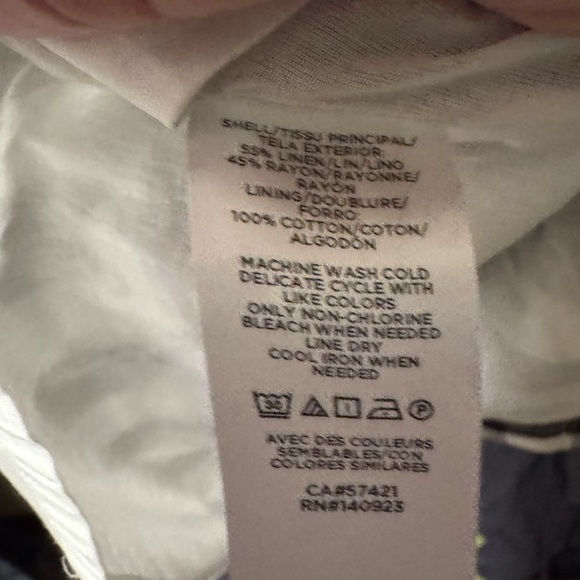 SHELL/TISSU PRINCIPAL/
TELA EXTERIOR:
55% LINEN/LIN/LINO
45% RAYON/RAYONNE/
RAYÓN
LINING/DOUBLURE/
FORRO:
100% COTTON/COTON/
ALGODÓN
MACHINE WASH COLD
DELICATE CYCLE WITH
LIKE COLORS
ONLY NON-CHLORINE
BLEACH WHEN NEEDED
LINE DRY
COOL IRON WHEN
NEEDED
30
P
AVEC DES COULEURS
SEMBLABLES/CON
COLORES SIMILARES
CA#57421
RN#140923